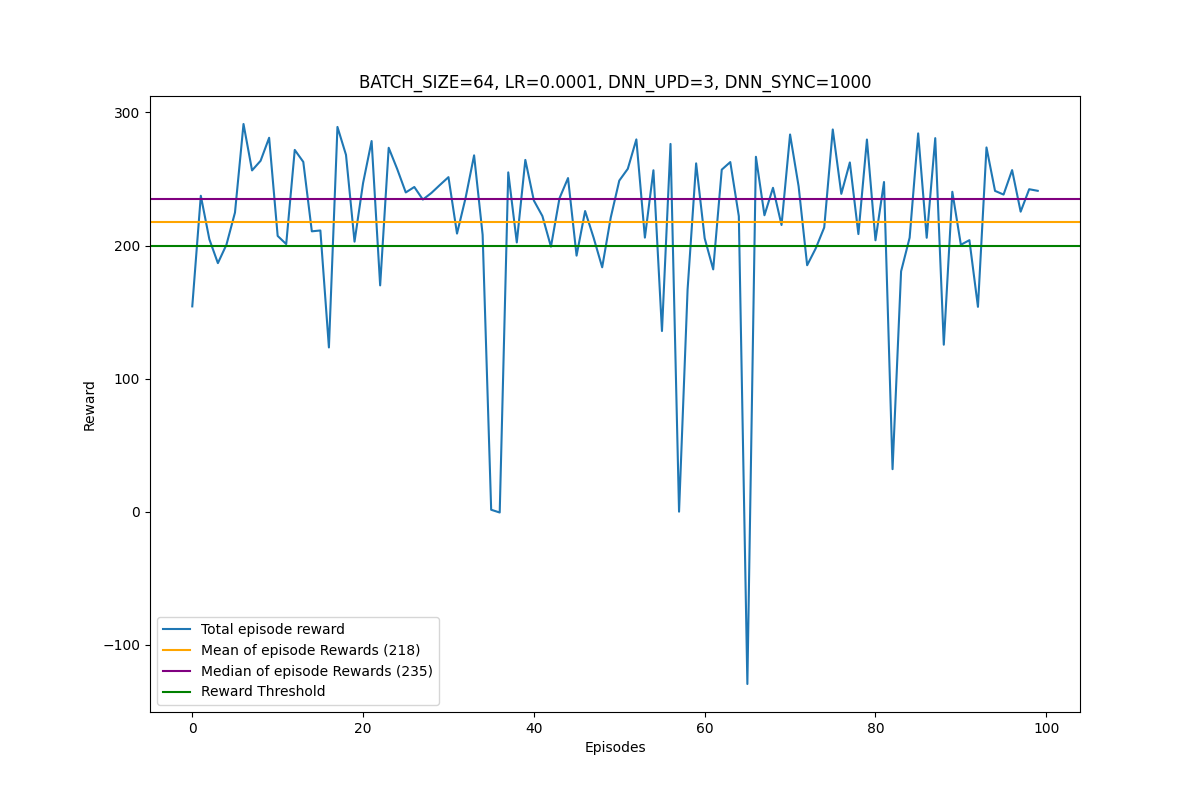 BATCH_SIZE=64, LR=0.0001, DNN_UPD=3, DNN_SYNC=1000
300
200
100
0
−100
Reward
Total episode reward
Mean of episode Rewards (218)
Median of episode Rewards (235)
Reward Threshold
0 20 40 60 80 100
Episodes